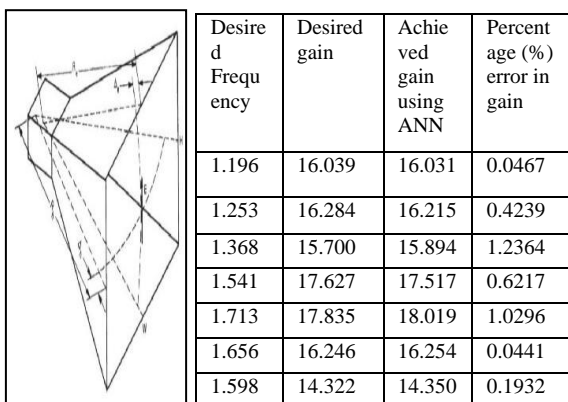 Desire Desired Achie Percent
d gain ved age (%)
Frequ gain error in
ency using gain
ANN
1.196 16.039 16.031 0.0467
1.253 16.284 16.215 0.4239
1.368 15.700 15.894 1.2364
1.541 17.627 17.517 0.6217
1.713 17.835 18.019 1.0296
1.656 16.246 16.254 0.0441
1.598 14.322 14.350 0.1932
H
E
W